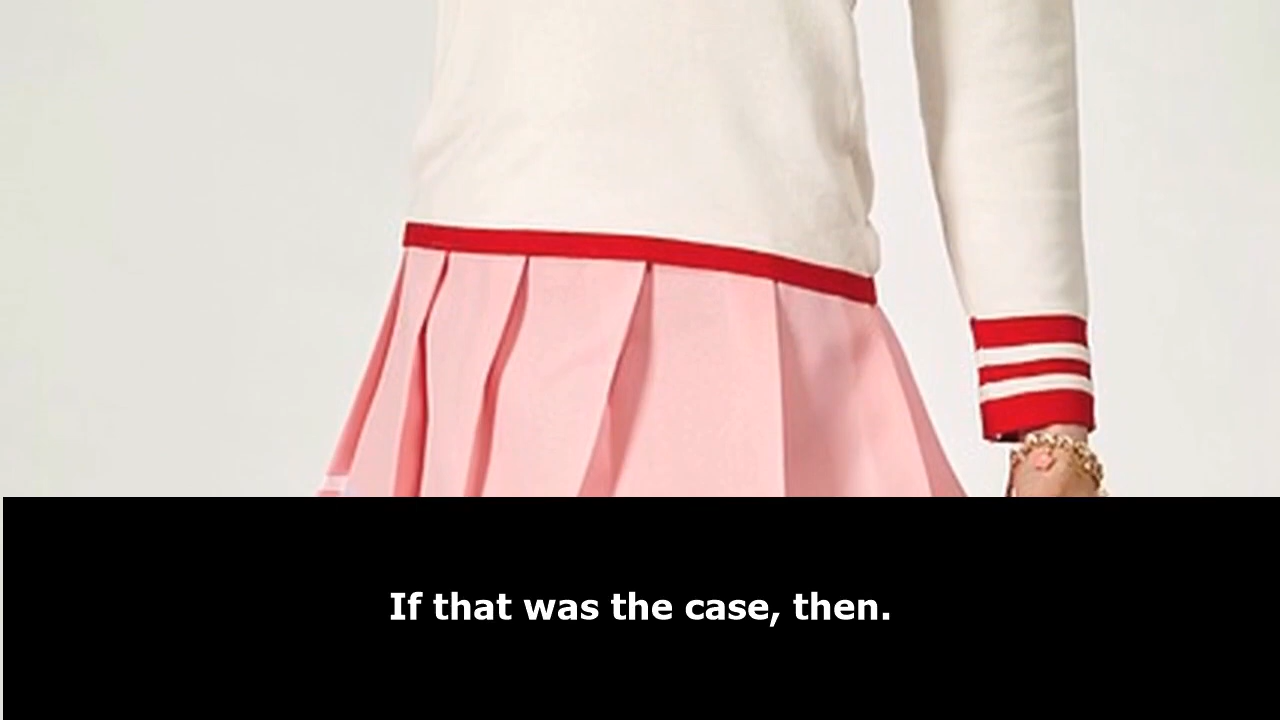 If that was the case, then.